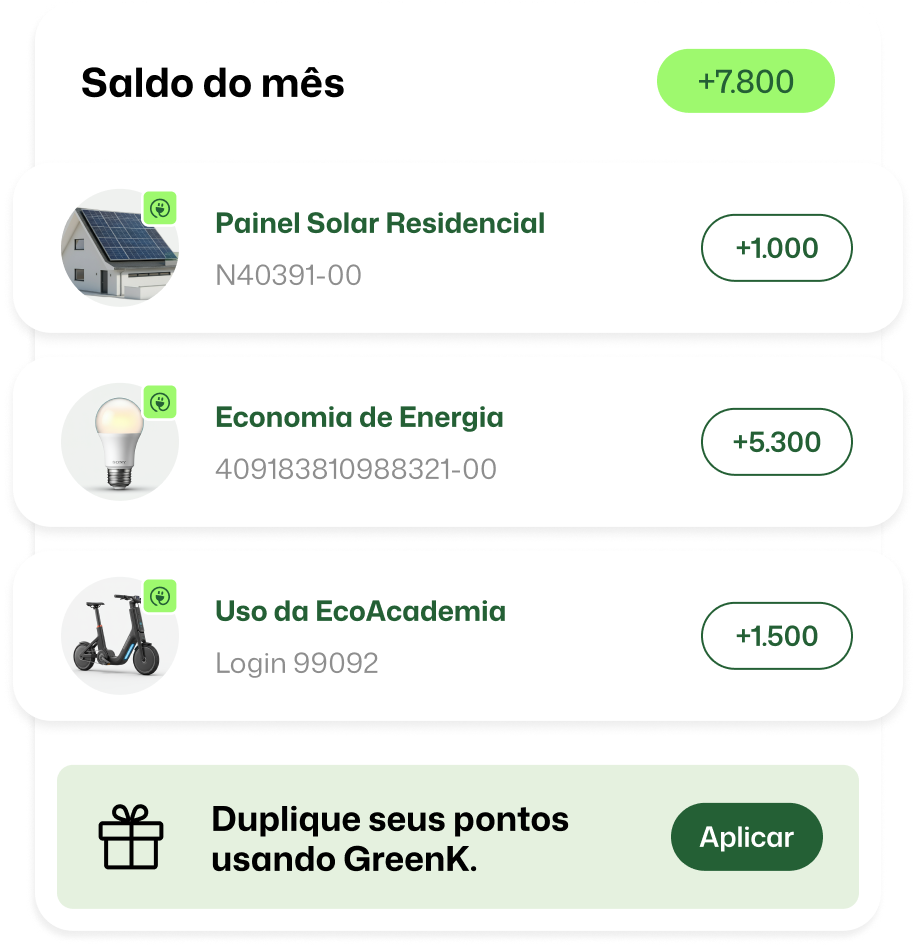 Saldo do mês
+7.800
Painel Solar Residencial
+1.000
N40391-00
Economia de Energia
+5.300
409183810988321-00
Uso da EcoAcademia
+1.500
Login 99092
Duplique seus pontos
usando GreenK.
Aplicar